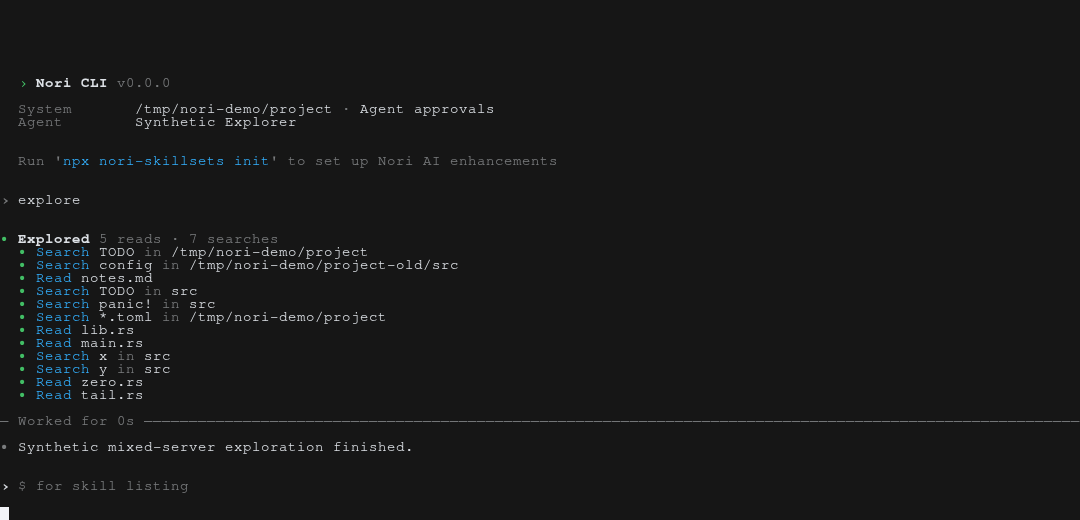 › Nori CLI v0.0.0
System /tmp/nori-demo/project · Agent approvals
Agent Synthetic Explorer
Run 'npx nori-skillsets init' to set up Nori AI enhancements
› explore
• Explored 5 reads · 7 searches
• Search TODO in /tmp/nori-demo/project
• Search config in /tmp/nori-demo/project-old/src
• Read notes.md
• Search TODO in src
• Search panic! in src
• Search *.toml in /tmp/nori-demo/project
• Read lib.rs
• Read main.rs
• Search x in src
• Search y in src
• Read zero.rs
• Read tail.rs
─ Worked for 0s ─
• Synthetic mixed-server exploration finished.
› $ for skill listing